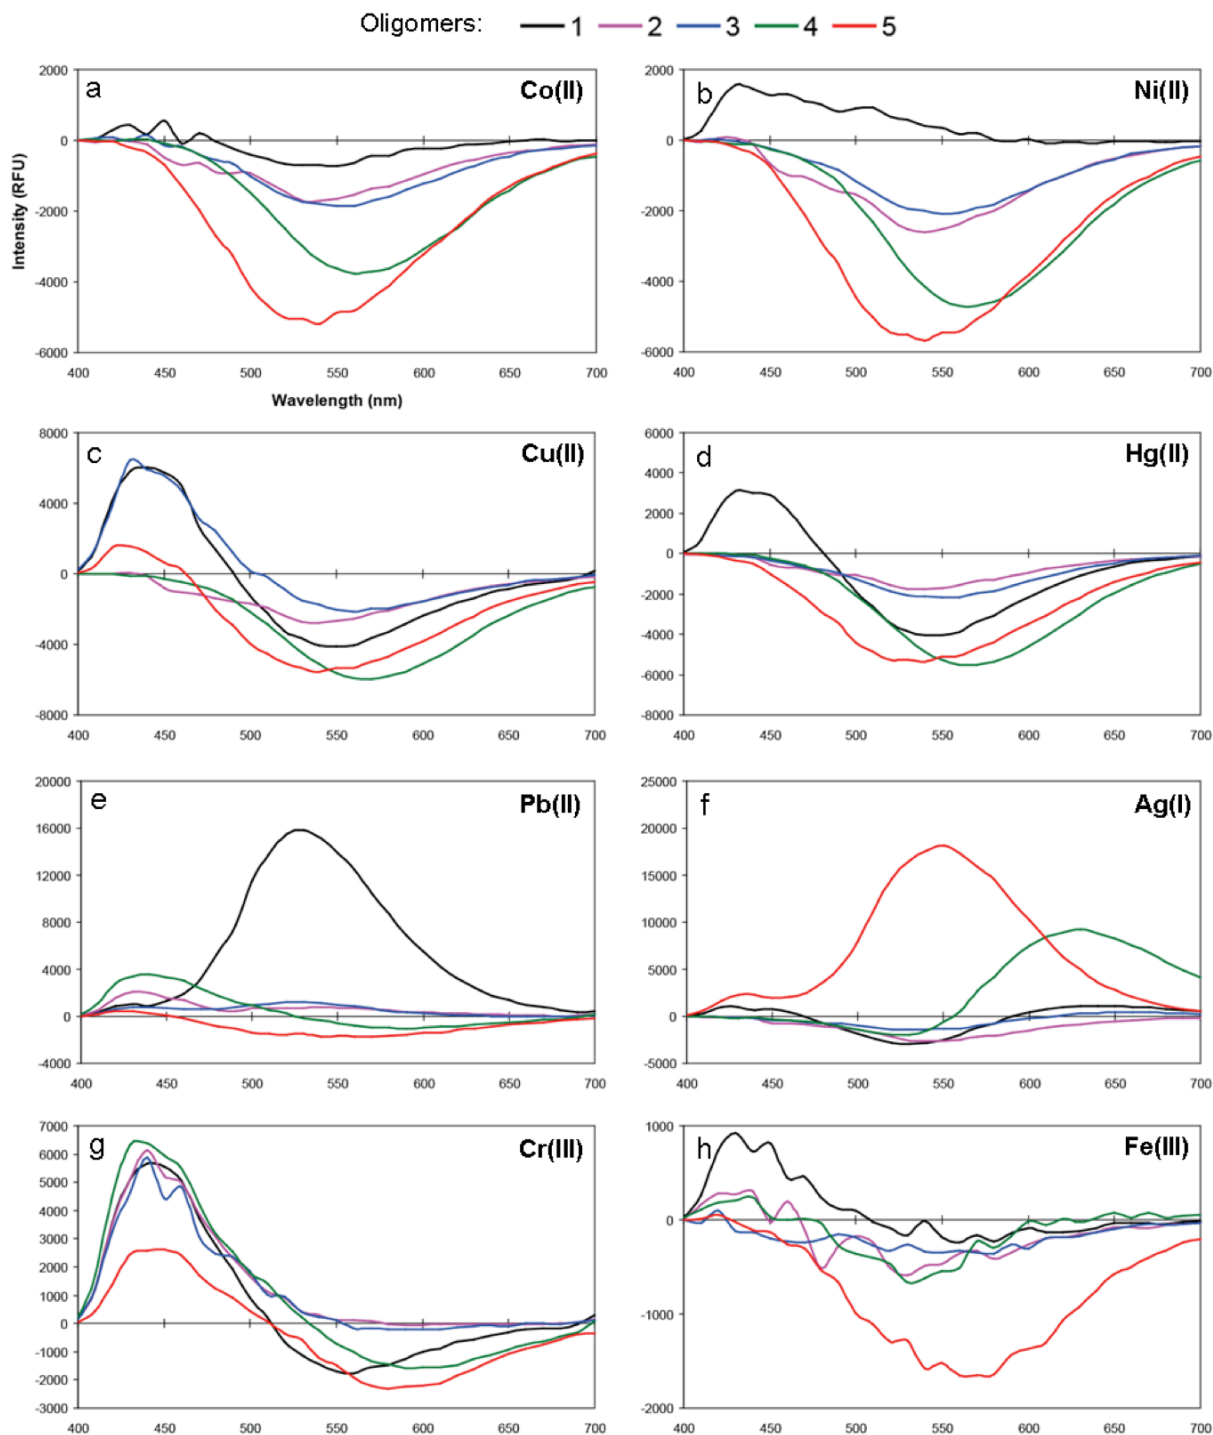 Oligomers: 1 2 3 4 5
a Co(II)
2000
0
-2000
-4000
-6000
Intensity (RFU)
400 450 500 550 600 650 700
Wavelength (nm)
b Ni(II)
2000
0
-2000
-4000
-6000
400 450 500 550 600 650 700
c Cu(II)
8000
4000
0
-4000
-8000
400 450 500 550 600 650 700
d Hg(II)
6000
4000
2000
0
-2000
-4000
-6000
-8000
400 450 500 550 600 650 700
e Pb(II)
20000
16000
12000
8000
4000
0
-4000
400 450 500 550 600 650 700
f Ag(I)
25000
20000
15000
10000
5000
0
-5000
400 450 500 550 600 650 700
g Cr(III)
7000
6000
5000
4000
3000
2000
1000
0
-1000
-2000
-3000
400 450 500 550 600 650 700
h Fe(III)
1000
0
-1000
-2000
400 450 500 550 600 650 700